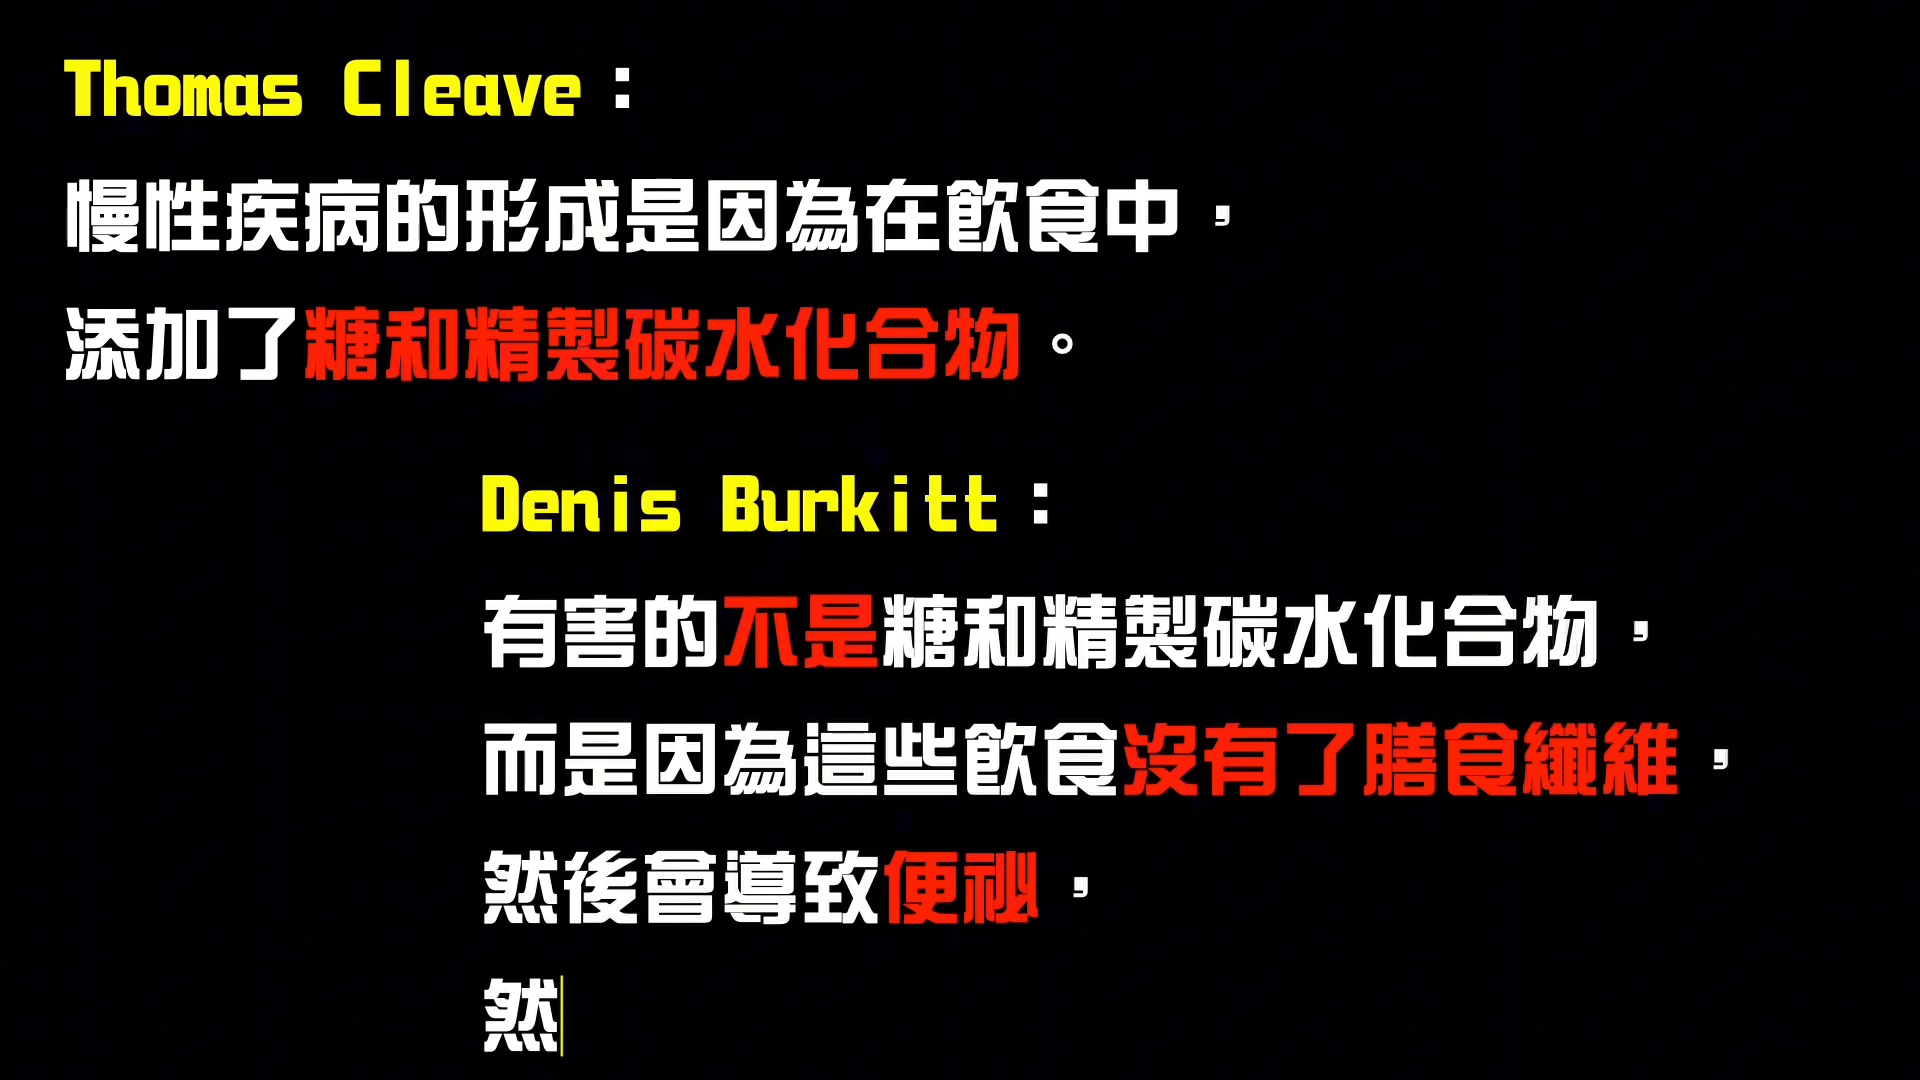 Thomas Cleave：
慢性疾病的形成是因為在飲食中，
添加了糖和精製碳水化合物。
Denis Burkitt：
有害的不是糖和精製碳水化合物，
而是因為這些飲食沒有了膳食纖維，
然後會導致便祕，
然